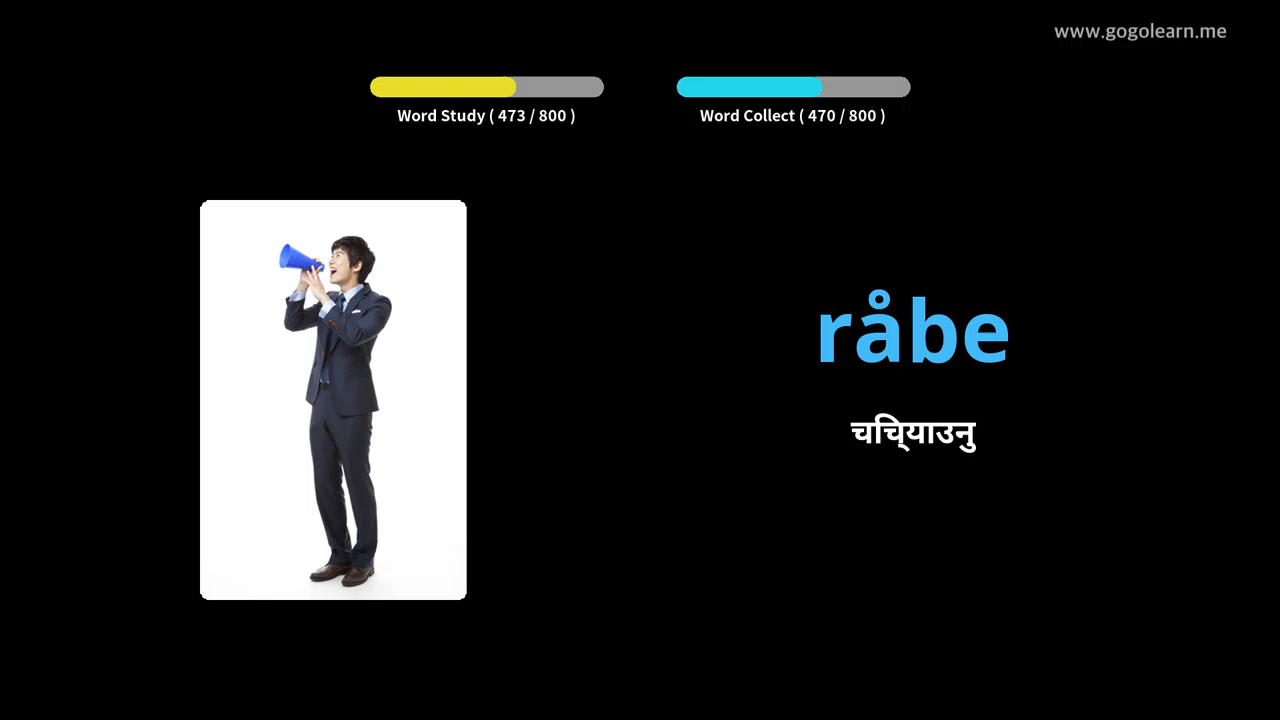 www.gogolearn.me
Word Study ( 473 / 800 )
Word Collect ( 470 / 800 )
råbe
चिच्याउनु